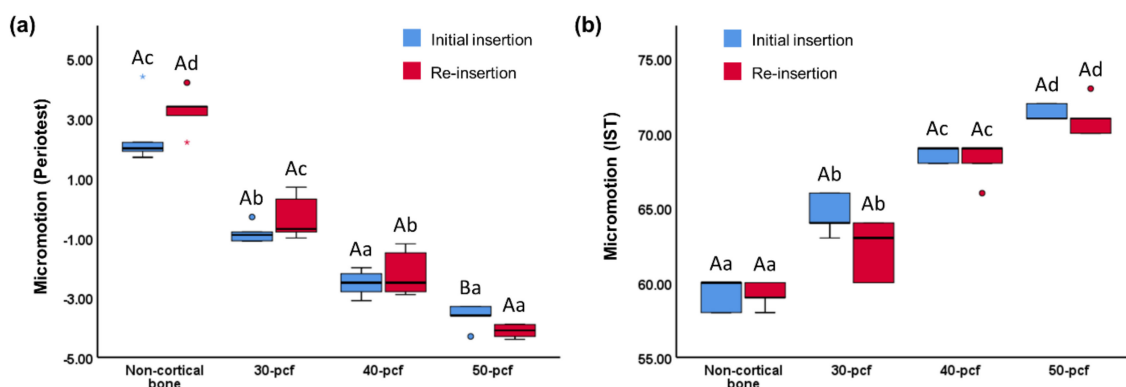 (a)
Micromotion (Periotest)
5.00
3.00
1.00
-1.00
-3.00
-5.00
Initial insertion
Re-insertion
Ac
Ad
Ab
Ac
Aa
Ab
Ba
Aa
Non-cortical
bone
30-pcf
40-pcf
50-pcf
(b)
Micromotion (IST)
75.00
70.00
65.00
60.00
55.00
Initial insertion
Re-insertion
Aa
Aa
Ab
Ab
Ac
Ac
Ad
Ad
Non-cortical
bone
30-pcf
40-pcf
50-pcf